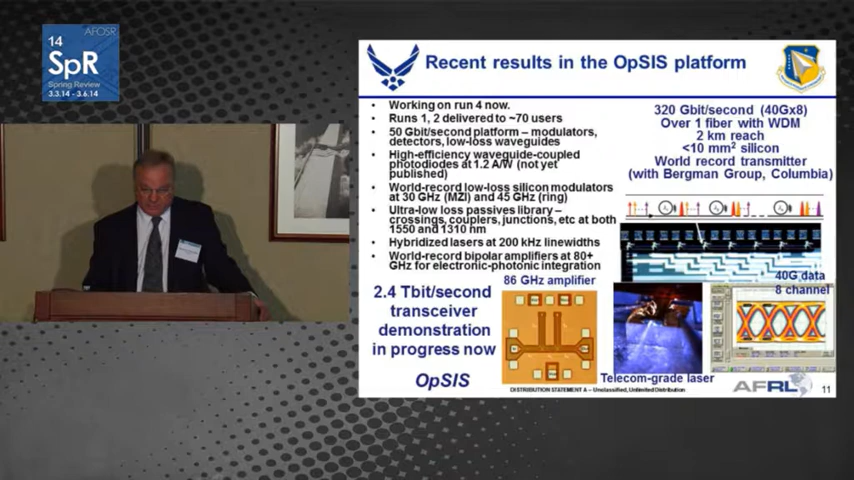 AFOSR
14
SpR
Spring Review
3.3.14 - 3.6.14
Recent results in the OpSIS platform
• Working on run 4 now.
• Runs 1, 2 delivered to ~70 users
• 50 Gbit/second platform – modulators,
detectors, low-loss waveguides
• High-efficiency waveguide-coupled
photodiodes at 1.2 A/W (not yet
published)
• World-record low-loss silicon modulators
at 30 GHz (MZI) and 45 GHz (ring)
• Ultra-low loss passives library –
crossings, couplers, junctions, etc at both
1550 and 1310 nm
• Hybridized lasers at 200 kHz linewidths
• World-record bipolar amplifiers at 80+
GHz for electronic-photonic integration
2.4 Tbit/second
transceiver
demonstration
in progress now
OpSIS
86 GHz amplifier
320 Gbit/second (40Gx8)
Over 1 fiber with WDM
2 km reach
<10 mm² silicon
World record transmitter
(with Bergman Group, Columbia)
40G data
8 channel
Telecom-grade laser
DISTRIBUTION STATEMENT A – Unclassified, Unlimited Distribution
AFRL
11